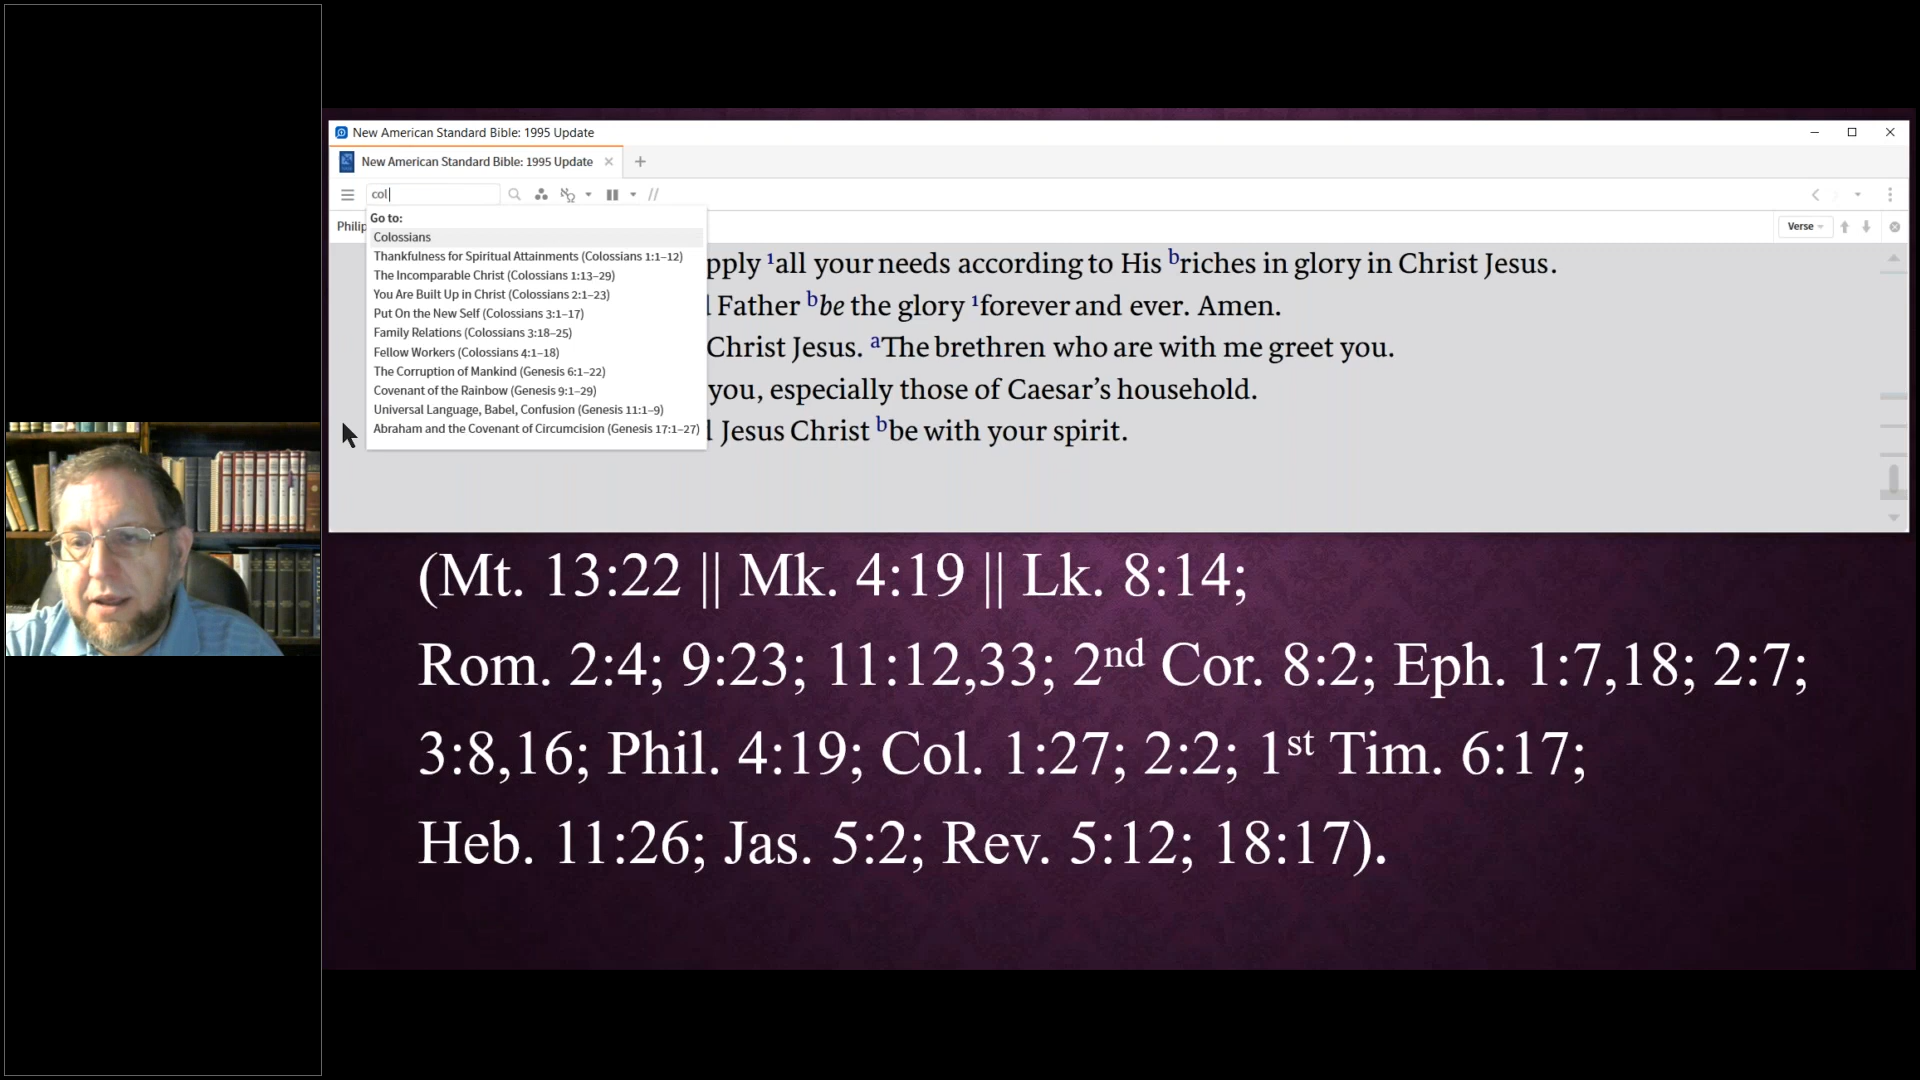 New American Standard Bible: 1995 Update
New American Standard Bible: 1995 Update
col
Go to:
Colossians
Thankfulness for Spiritual Attainments (Colossians 1:1–12)
The Incomparable Christ (Colossians 1:13–29)
You Are Built Up in Christ (Colossians 2:1–23)
Put On the New Self (Colossians 3:1–17)
Family Relations (Colossians 3:18–25)
Fellow Workers (Colossians 4:1–18)
The Corruption of Mankind (Genesis 6:1–22)
Covenant of the Rainbow (Genesis 9:1–29)
Universal Language, Babel, Confusion (Genesis 11:1–9)
Abraham and the Covenant of Circumcision (Genesis 17:1–27)
Philip
Verse
pply ¹all your needs according to His ᵇriches in glory in Christ Jesus.
Father ᵇbe the glory ¹forever and ever. Amen.
Christ Jesus. ᵃThe brethren who are with me greet you.
you, especially those of Caesar’s household.
Jesus Christ ᵇbe with your spirit.
(Mt. 13:22 || Mk. 4:19 || Lk. 8:14;
Rom. 2:4; 9:23; 11:12,33; 2nd Cor. 8:2; Eph. 1:7,18; 2:7;
3:8,16; Phil. 4:19; Col. 1:27; 2:2; 1st Tim. 6:17;
Heb. 11:26; Jas. 5:2; Rev. 5:12; 18:17).